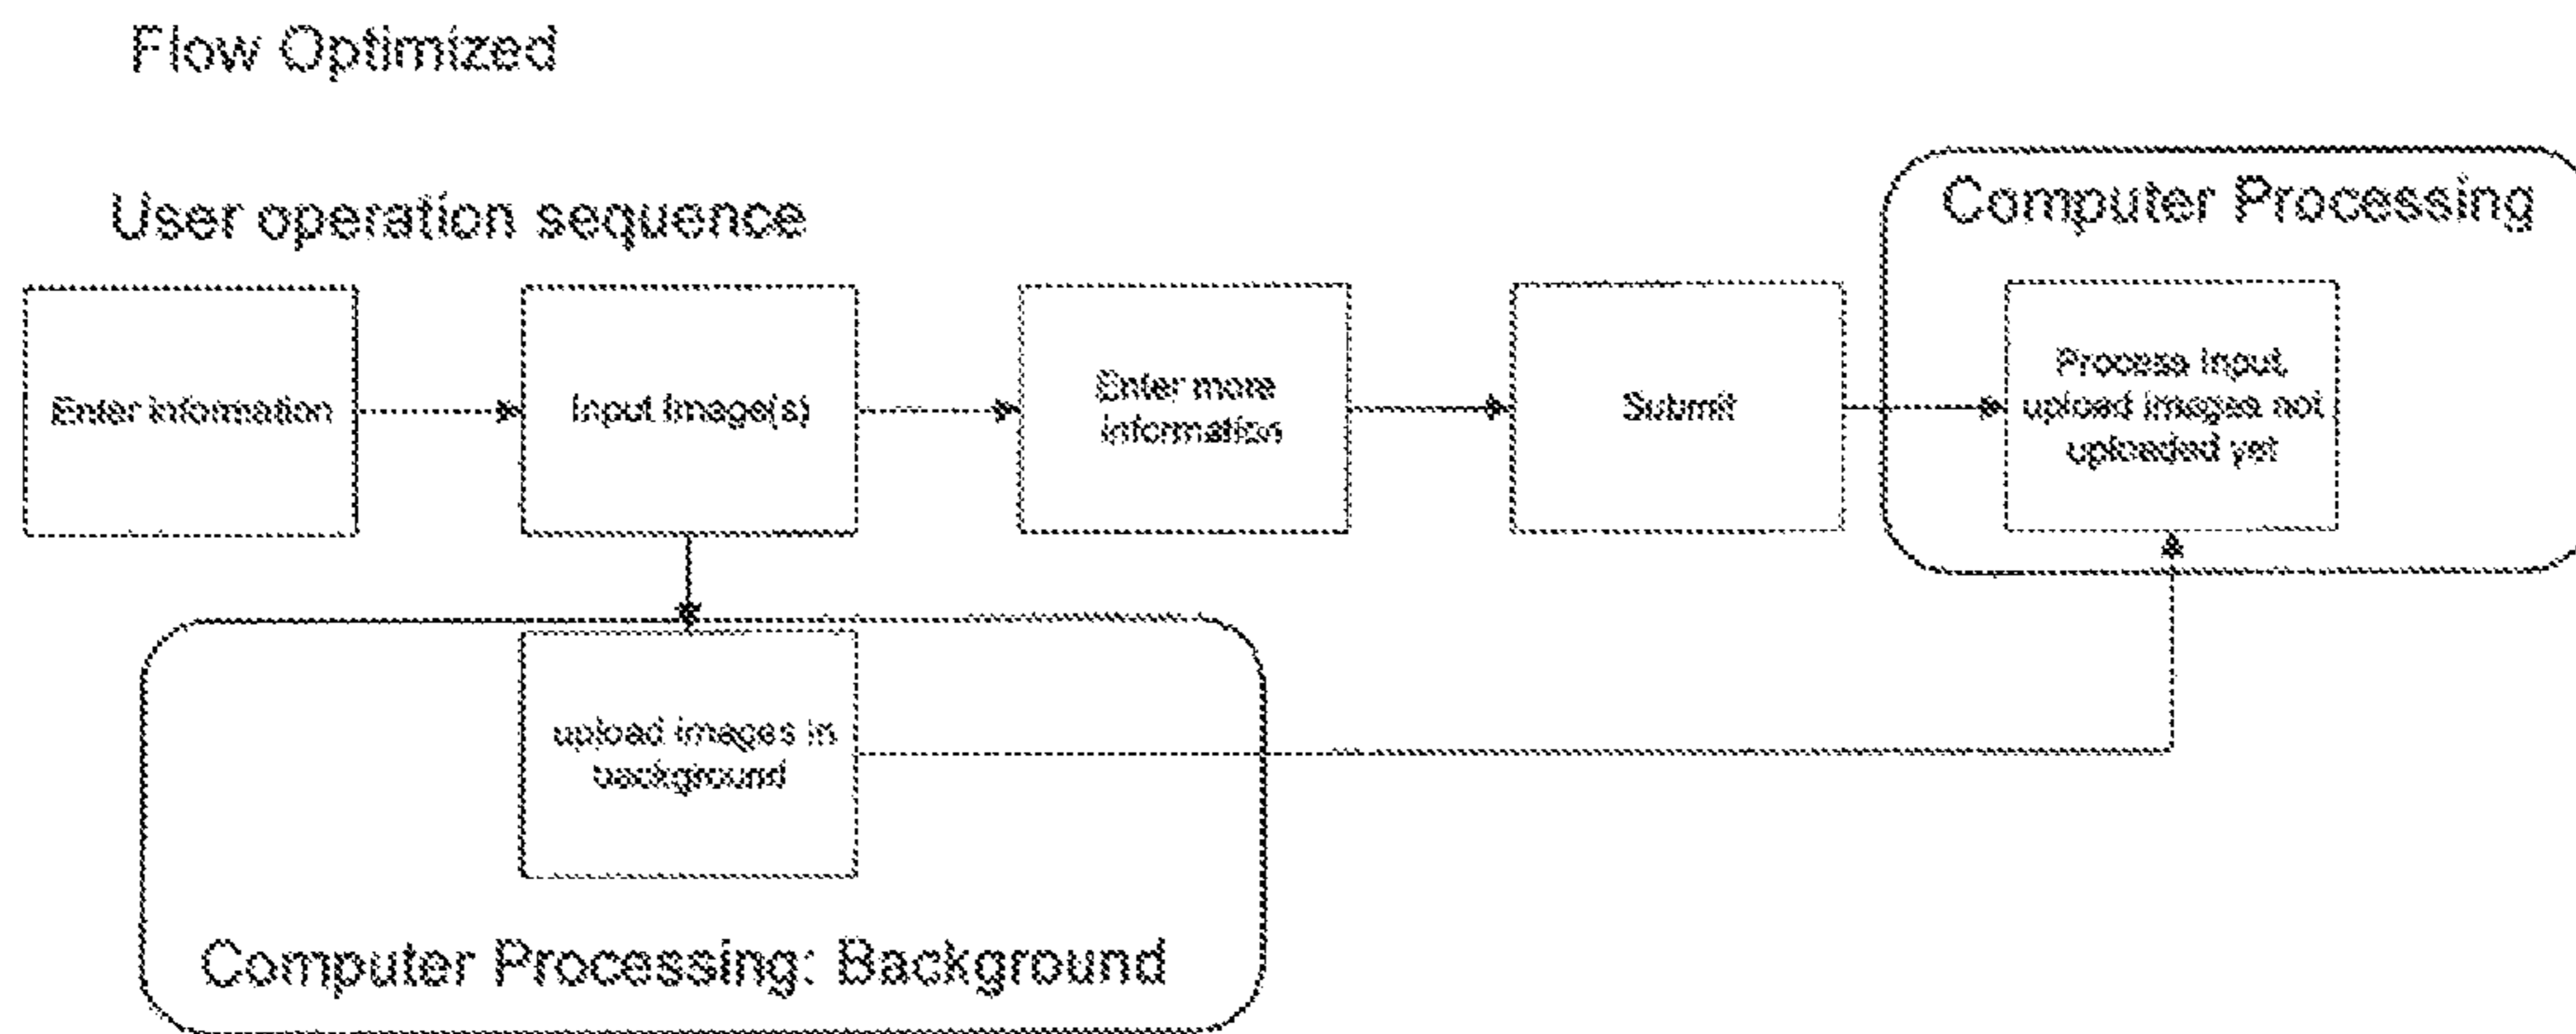 Flow Optimized
User operation sequence
Computer Processing
Enter information
Input Image(s)
Enter more
information
Submit
Process Input,
upload images not
uploaded yet
upload images in
background
Computer Processing: Background